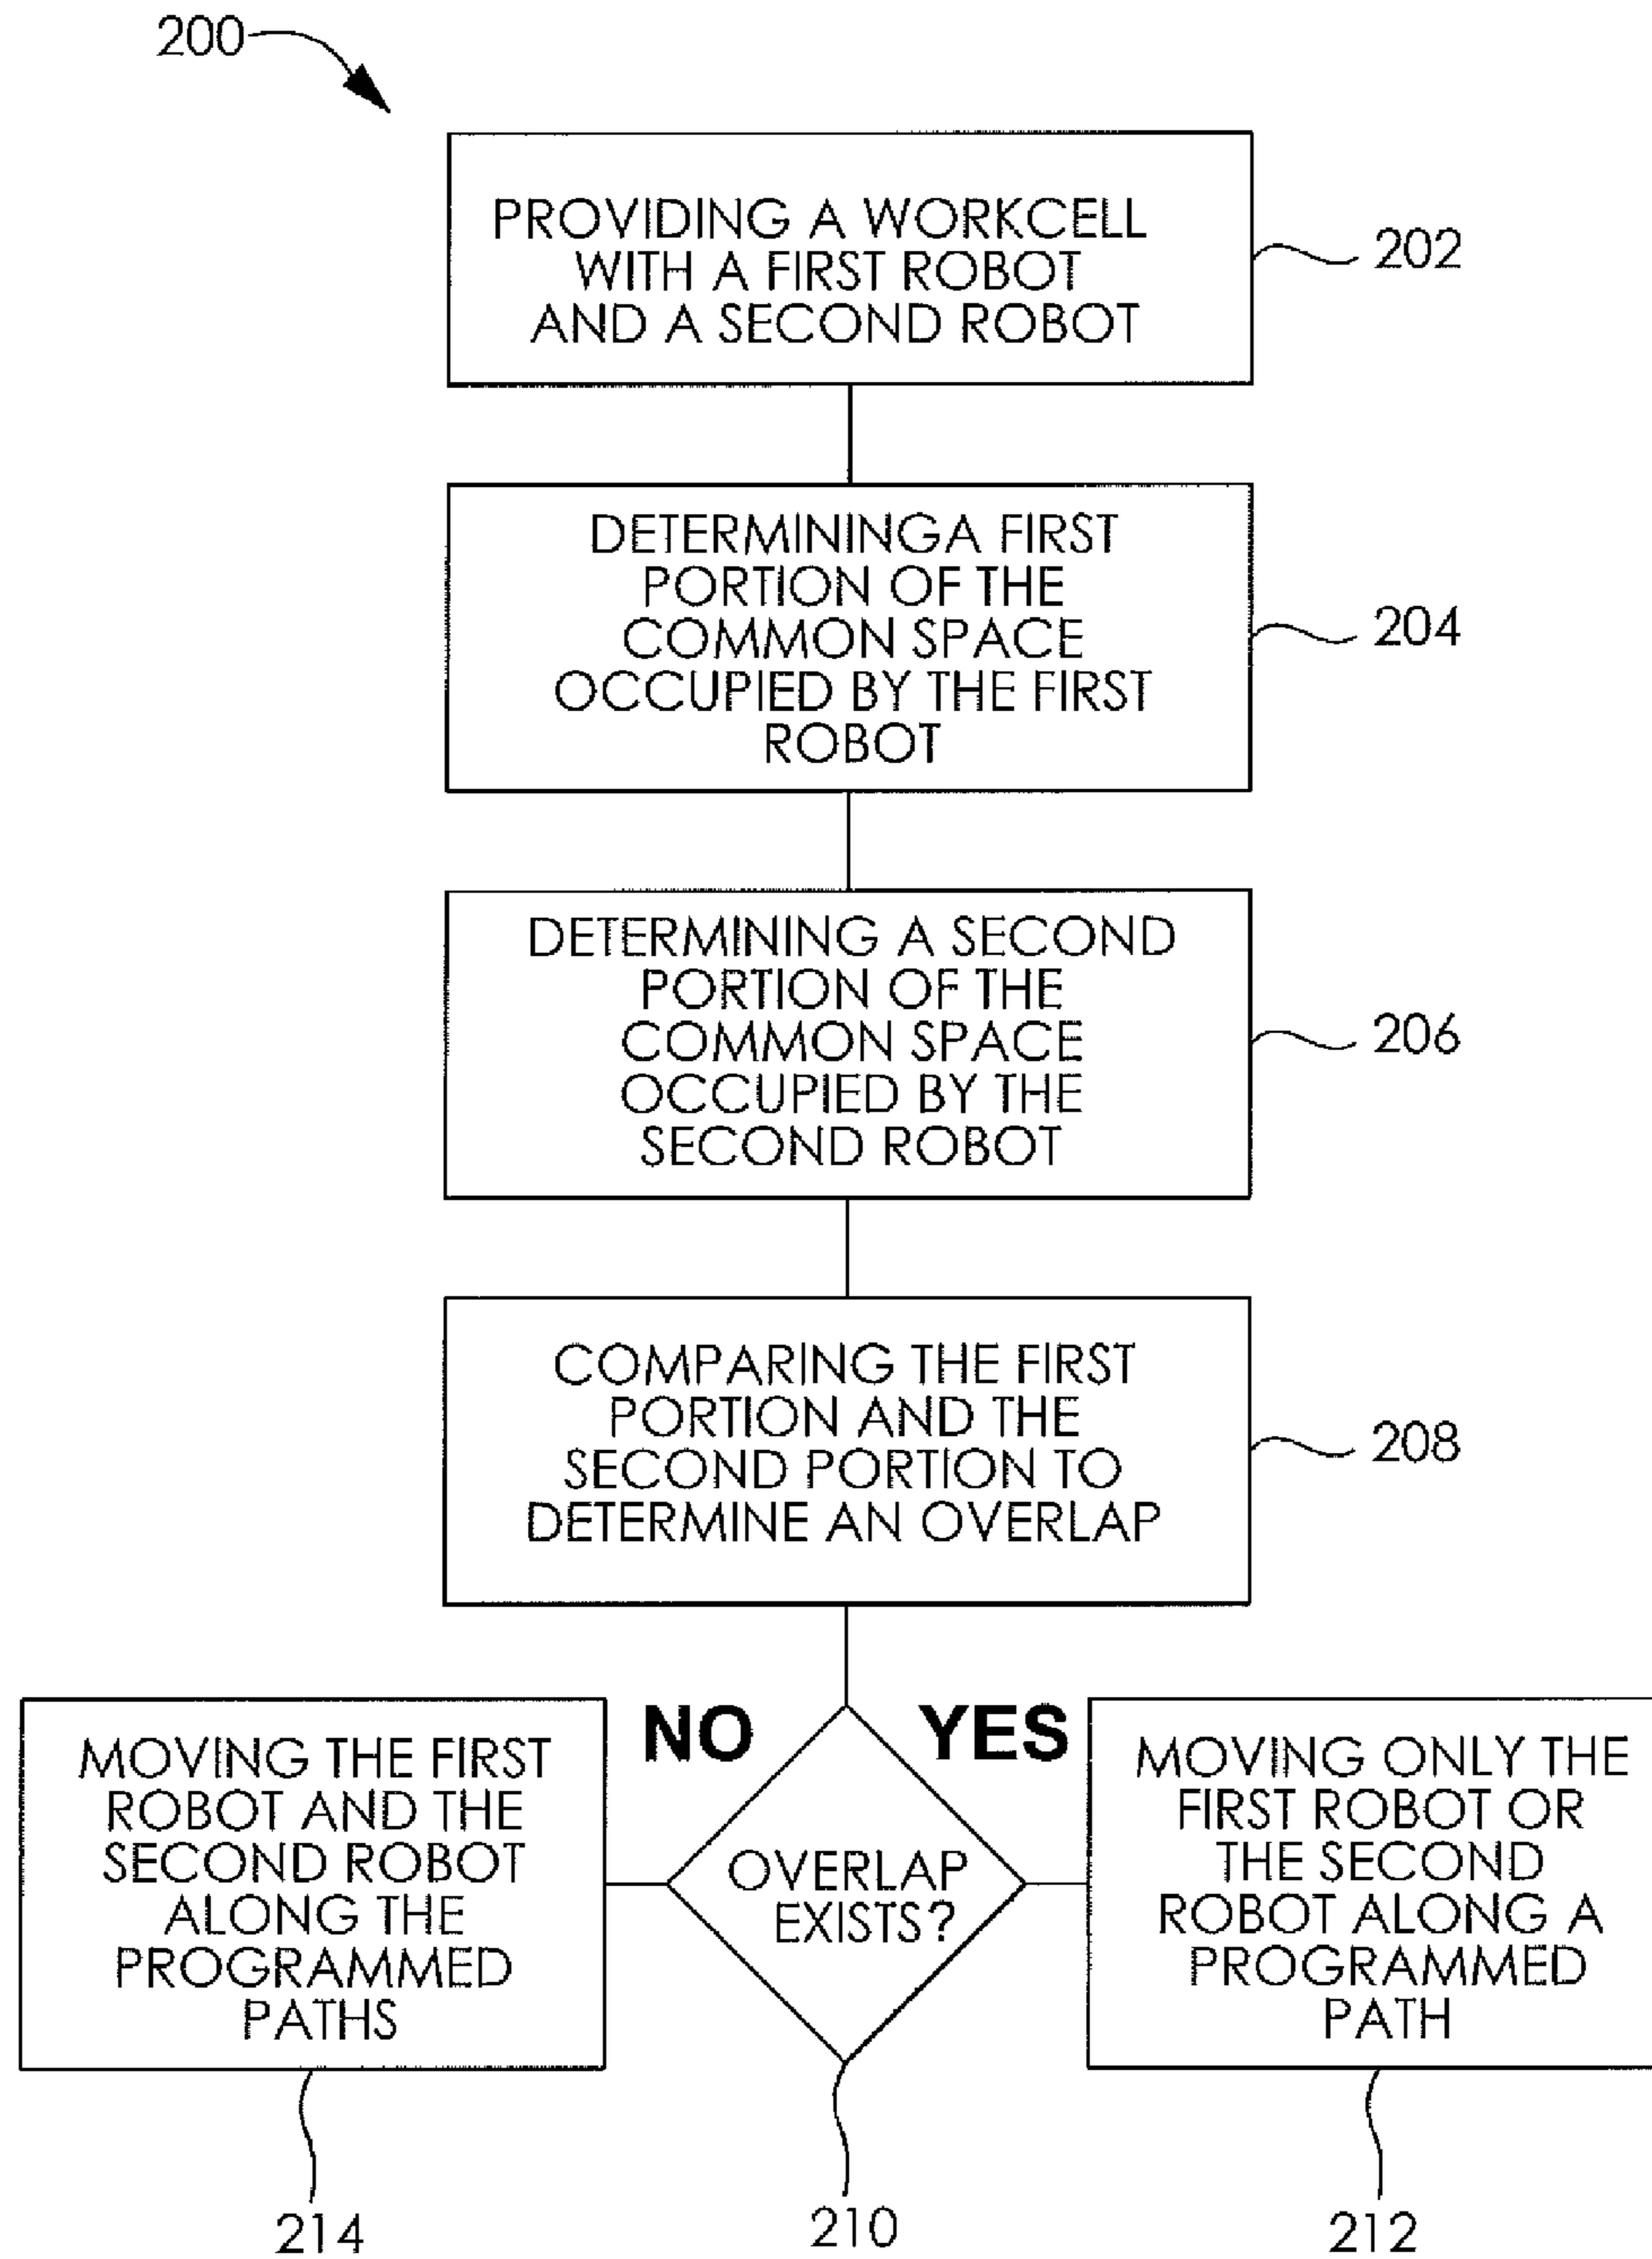 200
PROVIDING A WORKCELL
WITH A FIRST ROBOT
AND A SECOND ROBOT
202
DETERMININGA FIRST
PORTION OF THE
COMMON SPACE
OCCUPIED BY THE FIRST
ROBOT
204
DETERMINING A SECOND
PORTION OF THE
COMMON SPACE
OCCUPIED BY THE
SECOND ROBOT
206
COMPARING THE FIRST
PORTION AND THE
SECOND PORTION TO
DETERMINE AN OVERLAP
208
NO
YES
MOVING THE FIRST
ROBOT AND THE
SECOND ROBOT
ALONG THE
PROGRAMMED
PATHS
OVERLAP
EXISTS?
MOVING ONLY THE
FIRST ROBOT OR
THE SECOND
ROBOT ALONG A
PROGRAMMED
PATH
214
210
212